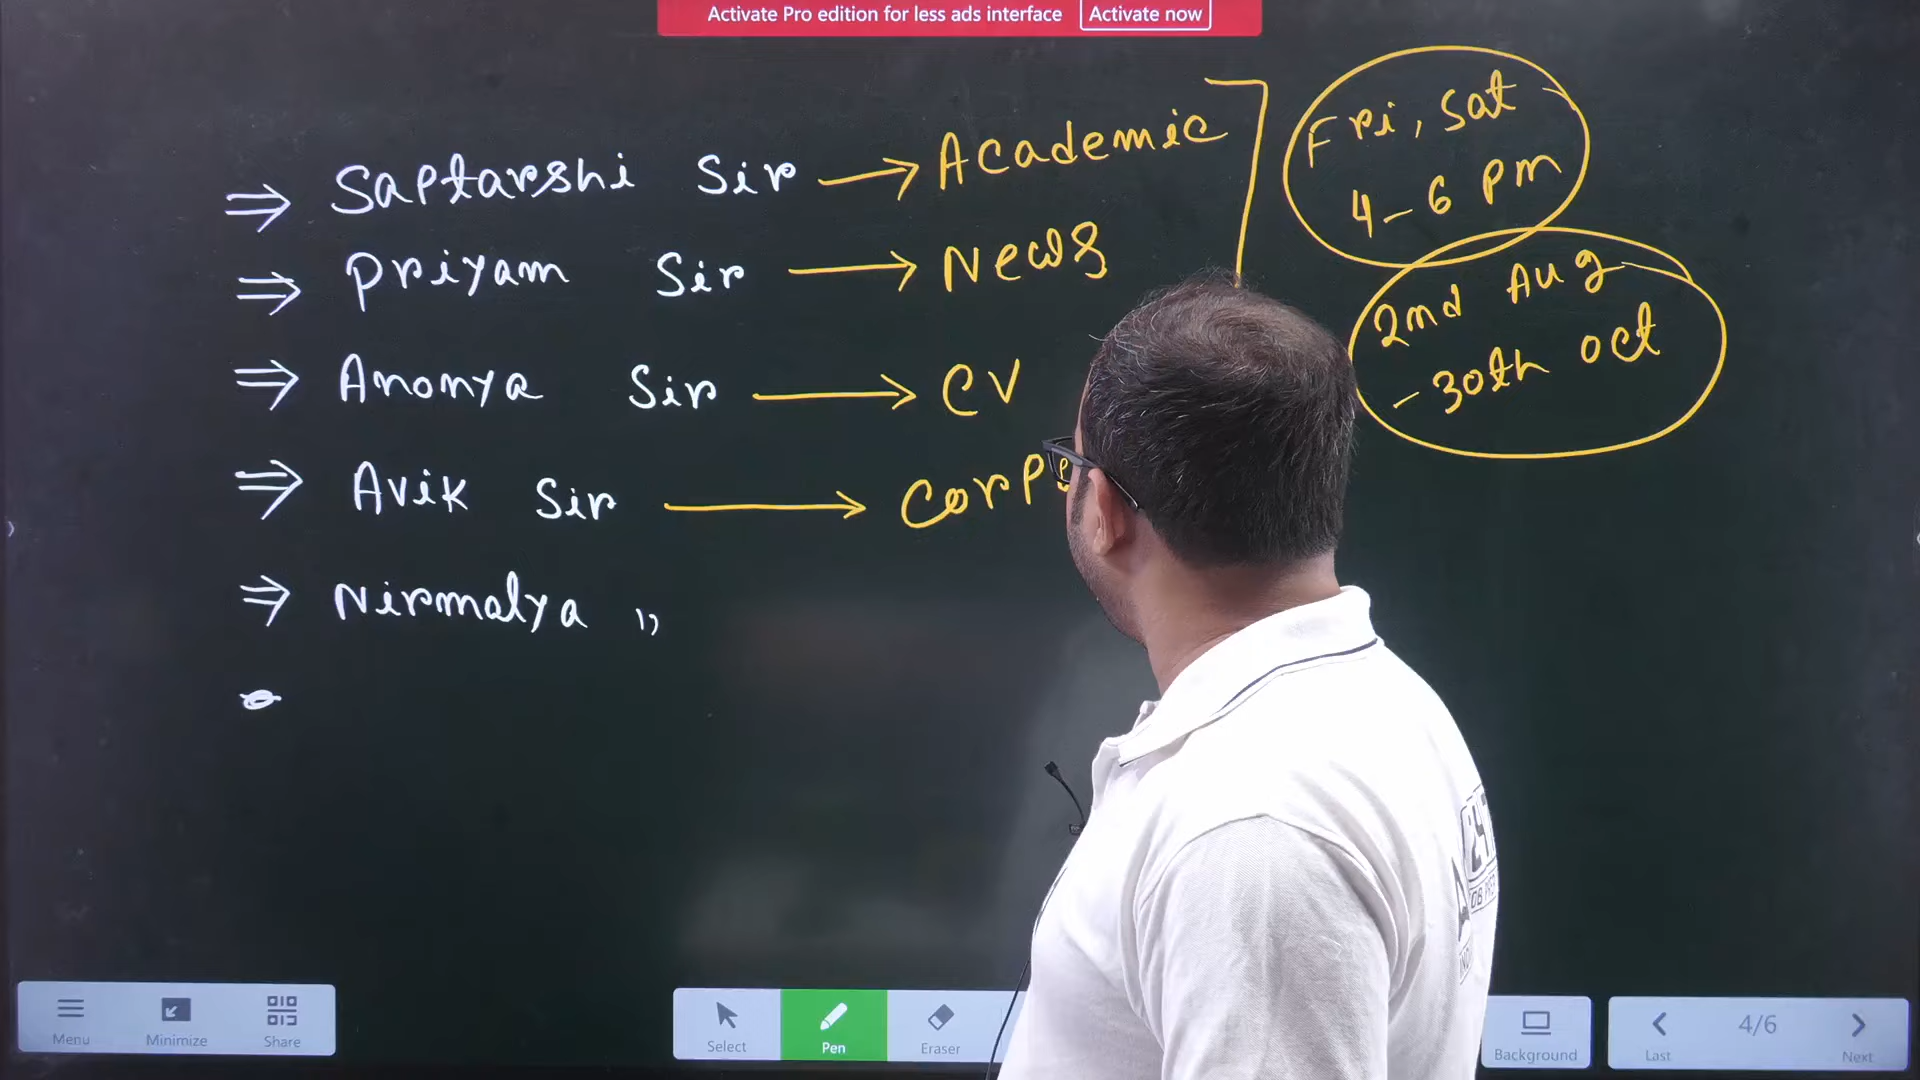 Activate Pro edition for less ads interface Activate now
⇒ Saptarshi Sir → Academic
⇒ Priyam Sir → News
⇒ Anonya Sir → CV
⇒ Avik Sir →
⇒ Nirmalya ,,
Fri, Sat
4-6 pm
2nd Aug
- 30th Oct
24
Menu
Minimize
Share
Select
Pen
Eraser
Background
Last
4/6
Next